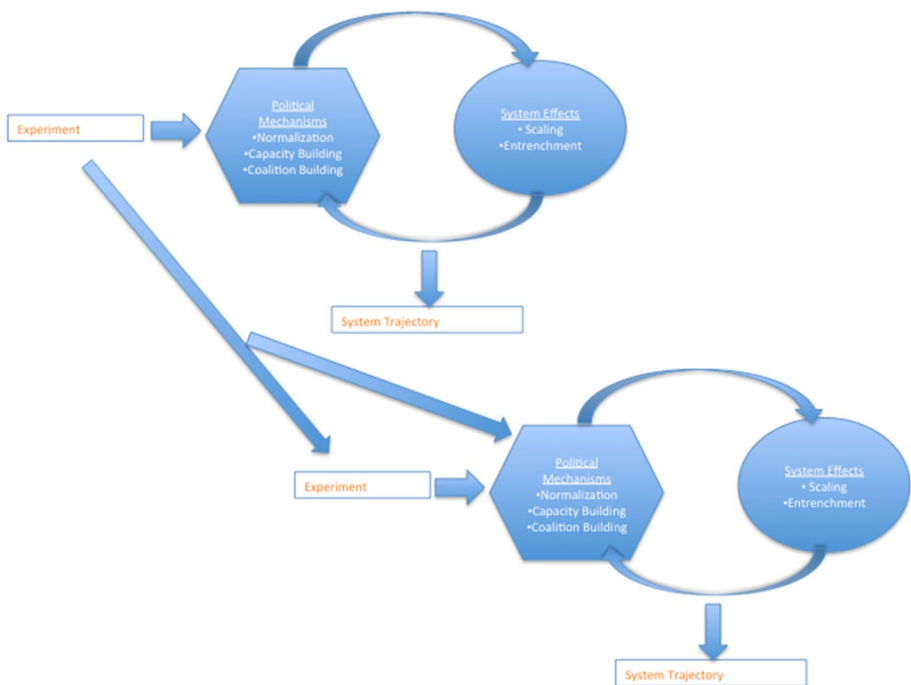 Experiment
Political
Mechanisms
•Normalization
•Capacity Building
•Coalition Building
System Effects
• Scaling
•Entrenchment
System Trajectory
Experiment
Political
Mechanisms
•Normalization
•Capacity Building
•Coalition Building
System Effects
• Scaling
•Entrenchment
System Trajectory